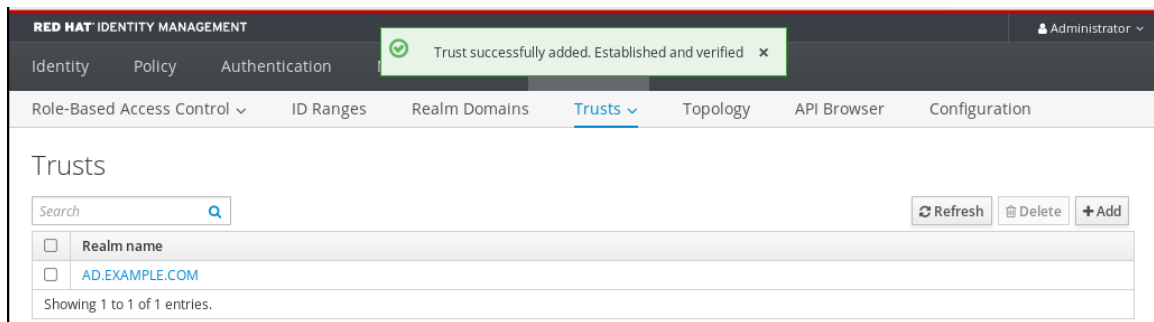 RED HAT IDENTITY MANAGEMENT
Administrator
Trust successfully added. Established and verified ×
Identity Policy Authentication
Role-Based Access Control ID Ranges Realm Domains Trusts Topology API Browser Configuration
Trusts
Search
Refresh Delete + Add
Realm name
AD.EXAMPLE.COM
Showing 1 to 1 of 1 entries.